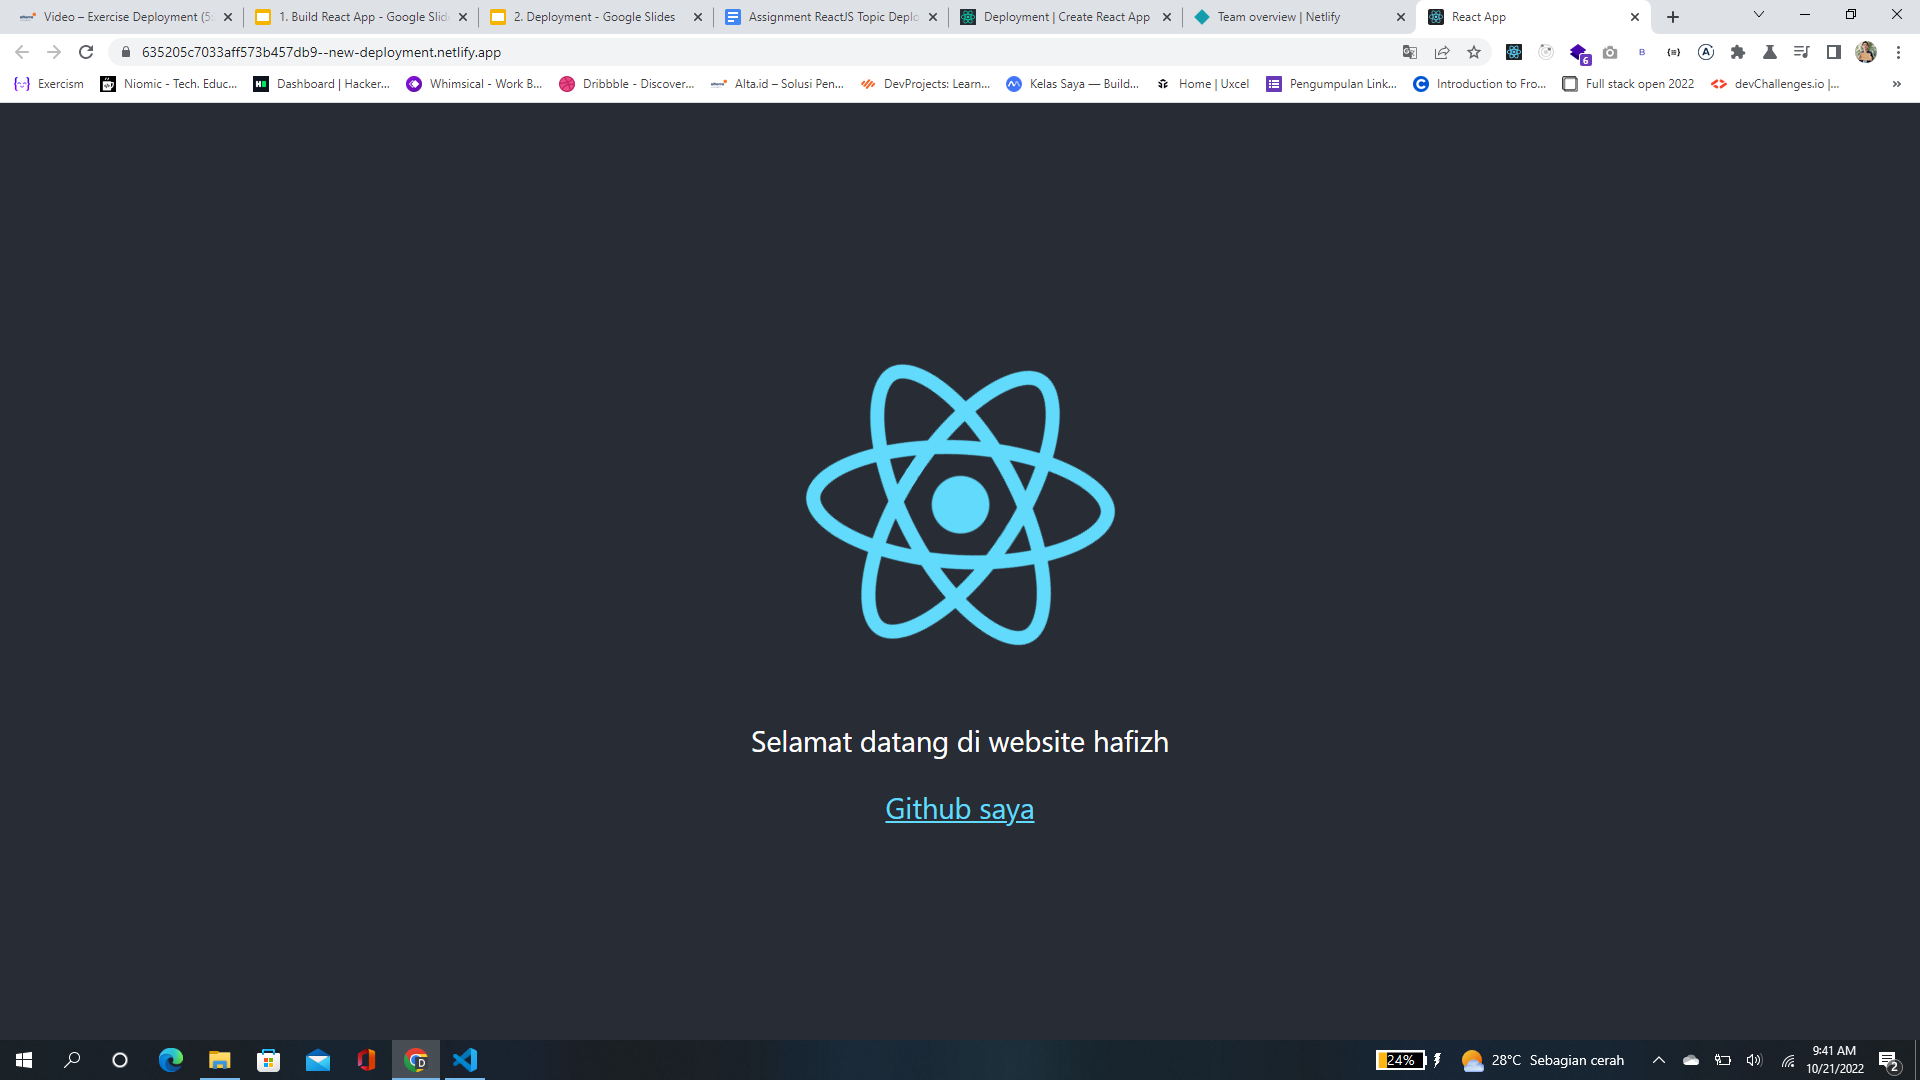 Video – Exercise Deployment (5:
1. Build React App - Google Slid
2. Deployment - Google Slides
Assignment ReactJS Topic Deplo
Deployment | Create React App
Team overview | Netlify
React App
635205c7033aff573b457db9--new-deployment.netlify.app
6
B
A
Exercism
Niomic - Tech. Educ...
Dashboard | Hacker...
Whimsical - Work B...
Dribbble - Discover...
Alta.id – Solusi Pen...
DevProjects: Learn...
Kelas Saya — Build...
Home | Uxcel
Pengumpulan Link...
Introduction to Fro...
Full stack open 2022
devChallenges.io |...
»
Selamat datang di website hafizh
Github saya
D
24%
28°C Sebagian cerah
9:41 AM
10/21/2022
2